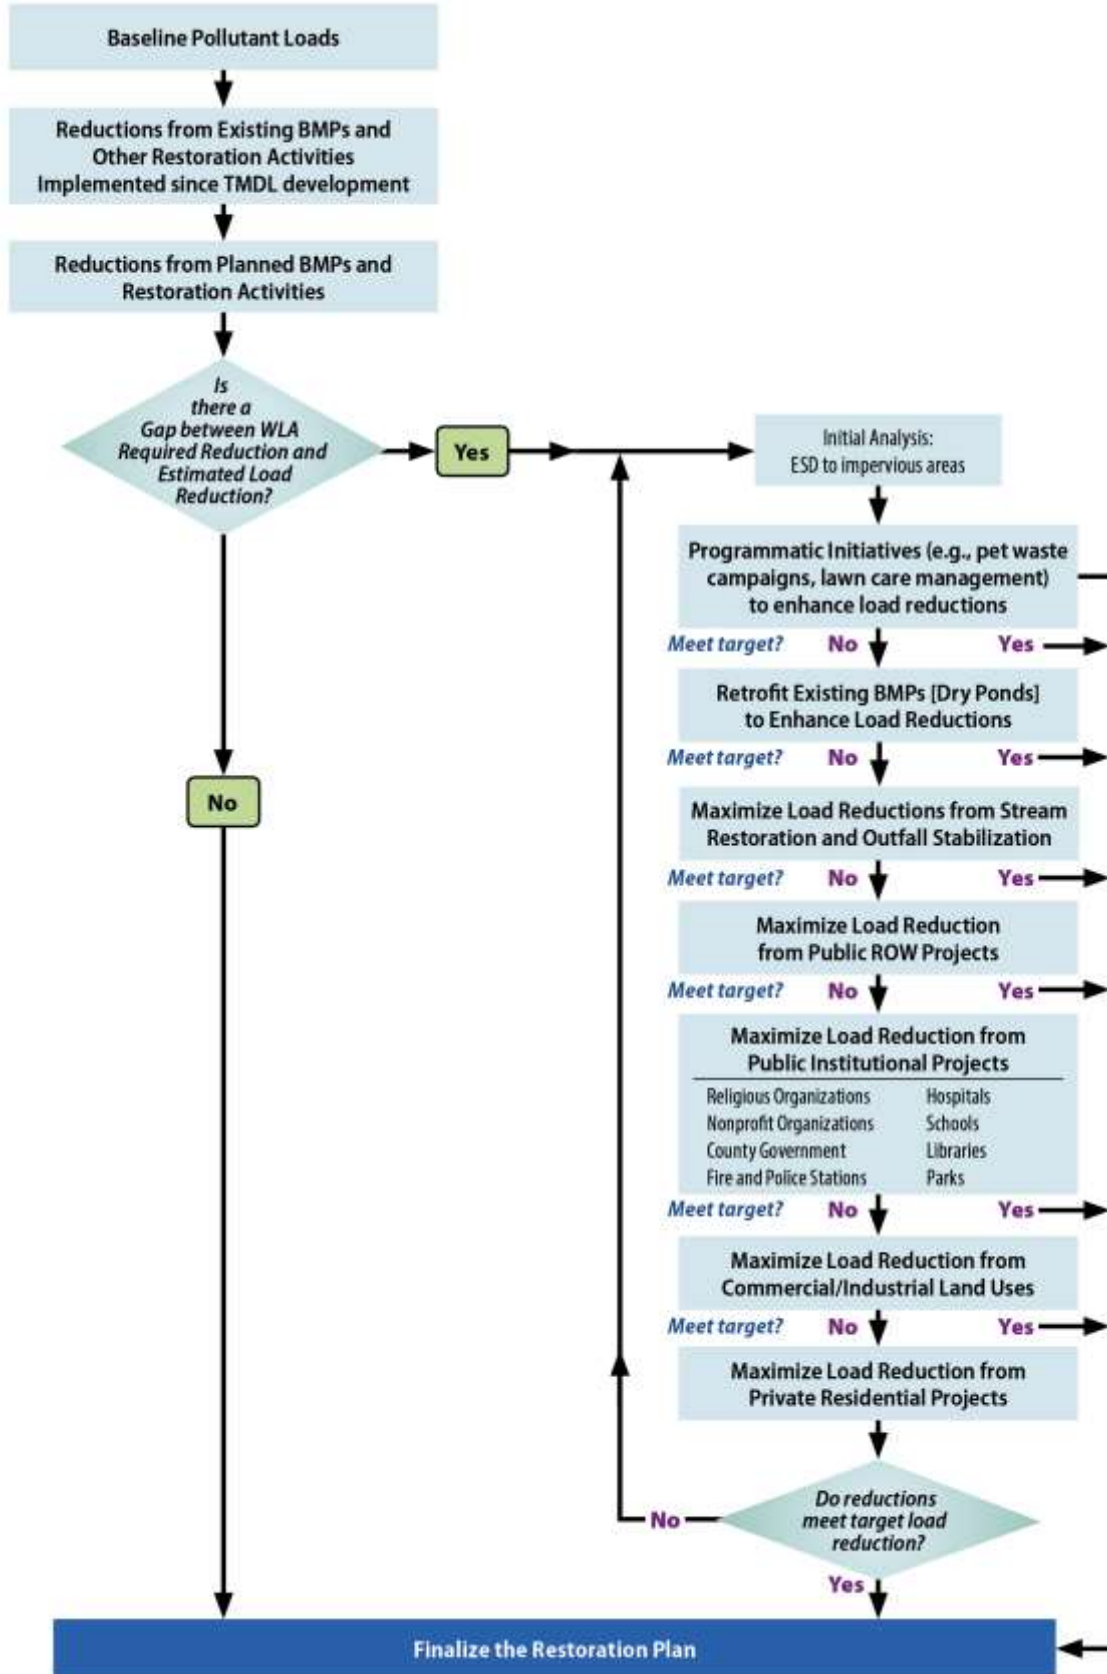 Baseline Pollutant Loads
Reductions from Existing BMPs and
Other Restoration Activities
Implemented since TMDL development
Reductions from Planned BMPs and
Restoration Activities
Is
there a
Gap between WLA
Required Reduction and
Estimated Load
Reduction?
Yes
No
Initial Analysis:
ESD to impervious areas
Programmatic Initiatives (e.g., pet waste
campaigns, lawn care management)
to enhance load reductions
Meet target? No Yes
Retrofit Existing BMPs [Dry Ponds]
to Enhance Load Reductions
Meet target? No Yes
Maximize Load Reductions from Stream
Restoration and Outfall Stabilization
Meet target? No Yes
Maximize Load Reduction
from Public ROW Projects
Meet target? No Yes
Maximize Load Reduction from
Public Institutional Projects
Religious Organizations Hospitals
Nonprofit Organizations Schools
County Government Libraries
Fire and Police Stations Parks
Meet target? No Yes
Maximize Load Reduction from
Commercial/Industrial Land Uses
Meet target? No Yes
Maximize Load Reduction from
Private Residential Projects
Do reductions
meet target load
reduction?
No
Yes
Finalize the Restoration Plan